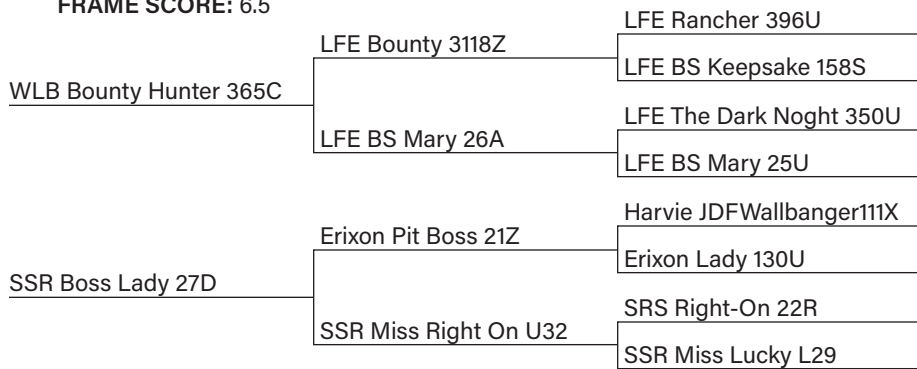 FRAME SCORE: 6.5
LFE Rancher 396U
LFE Bounty 3118Z
LFE BS Keepsake 158S
WLB Bounty Hunter 365C
LFE The Dark Noght 350U
LFE BS Mary 26A
LFE BS Mary 25U
Harvie JDFWallbanger111X
Erixon Pit Boss 21Z
Erixon Lady 130U
SSR Boss Lady 27D
SRS Right-On 22R
SSR Miss Right On U32
SSR Miss Lucky L29